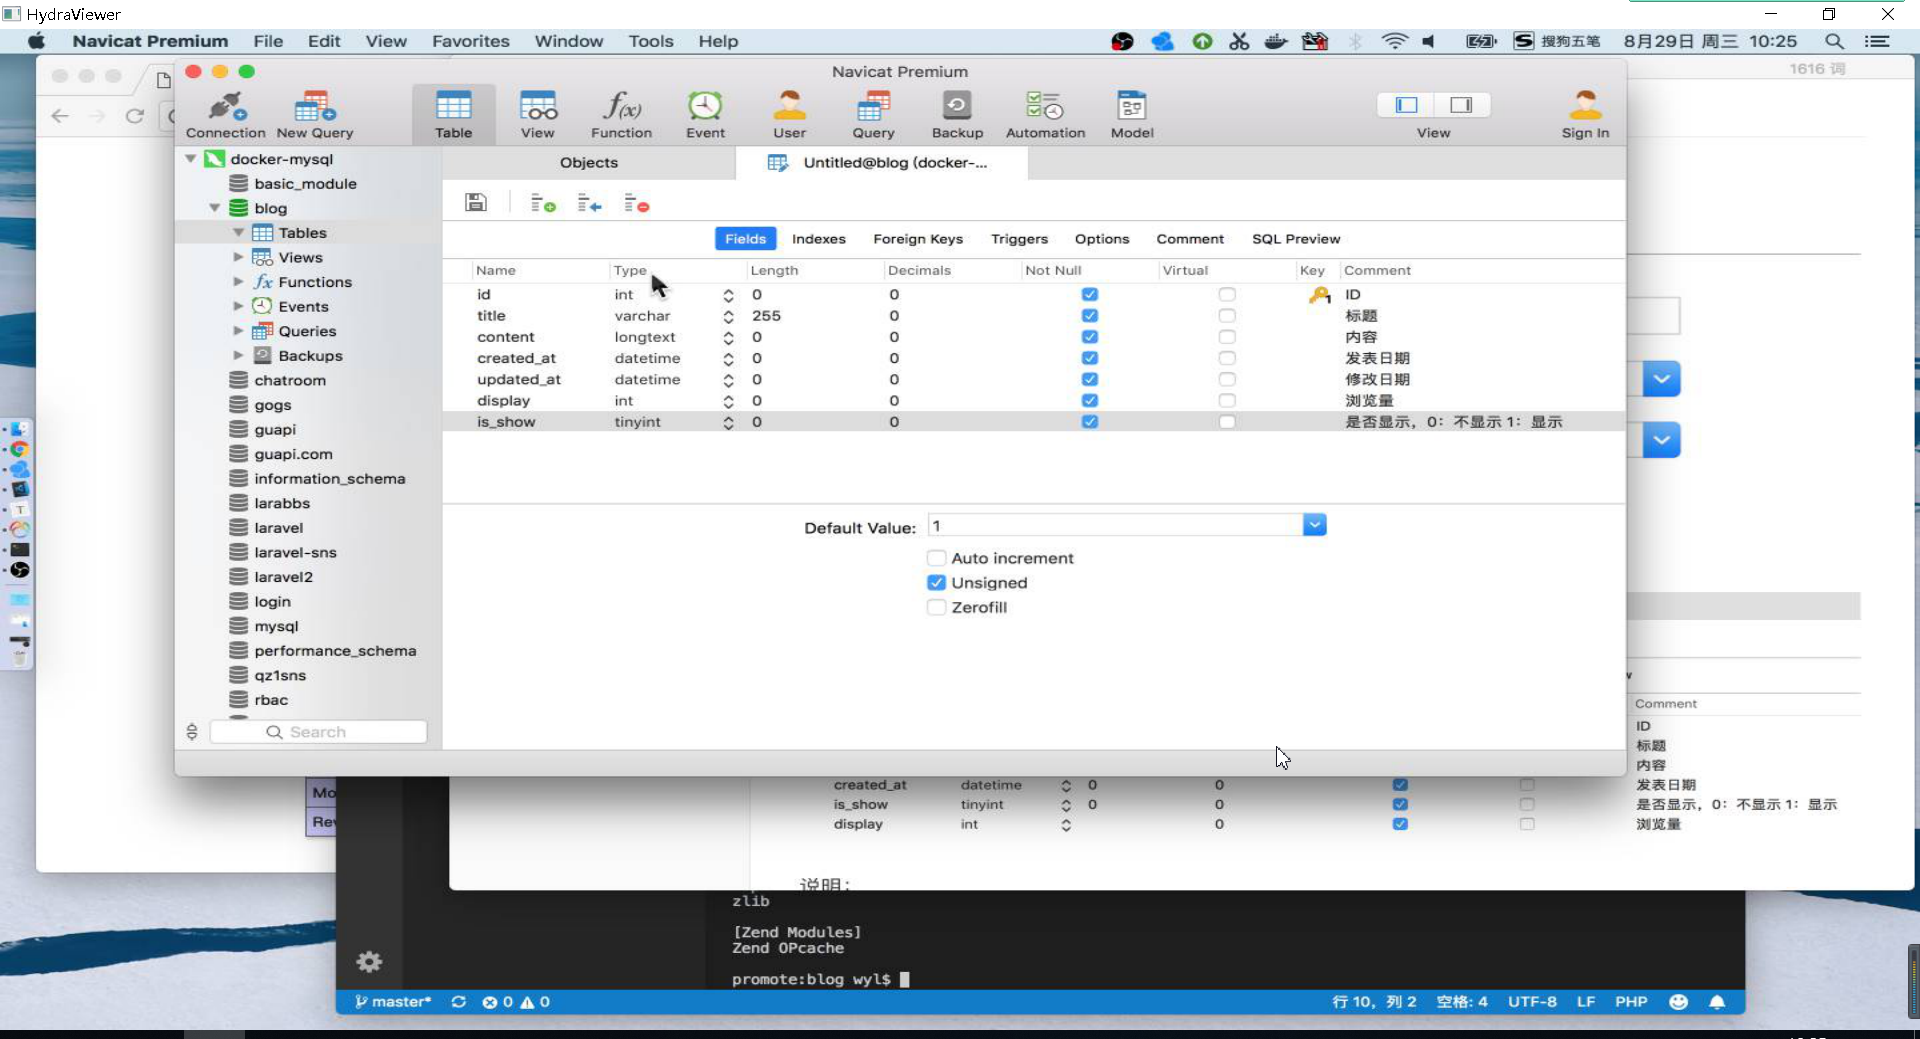 HydraViewer
Navicat Premium File Edit View Favorites Window Tools Help
搜狗五笔 8月29日 周三 10:25
1616 词
Navicat Premium
Connection New Query Table View Function Event User Query Backup Automation Model View Sign In
Objects Untitled@blog (docker-...
docker-mysql
basic_module
blog
Tables
Views
Functions
Events
Queries
Backups
chatroom
gogs
guapi
guapi.com
information_schema
larabbs
laravel
laravel-sns
laravel2
login
mysql
performance_schema
qz1sns
rbac
Search
Fields Indexes Foreign Keys Triggers Options Comment SQL Preview
Name Type Length Decimals Not Null Virtual Key Comment
id int 0 0 1 ID
title varchar 255 0 标题
content longtext 0 0 内容
created_at datetime 0 0 发表日期
updated_at datetime 0 0 修改日期
display int 0 0 浏览量
is_show tinyint 0 0 是否显示，0：不显示 1：显示
Default Value: 1
Auto increment
Unsigned
Zerofill
Comment
ID
标题
内容
created_at datetime 0 0 发表日期
is_show tinyint 0 0 是否显示，0：不显示 1：显示
display int 0 浏览量
Mo
Rev
说明：
zlib
[Zend Modules]
Zend OPcache
promote:blog wyl$
master* 0 0 行 10，列 2 空格: 4 UTF-8 LF PHP